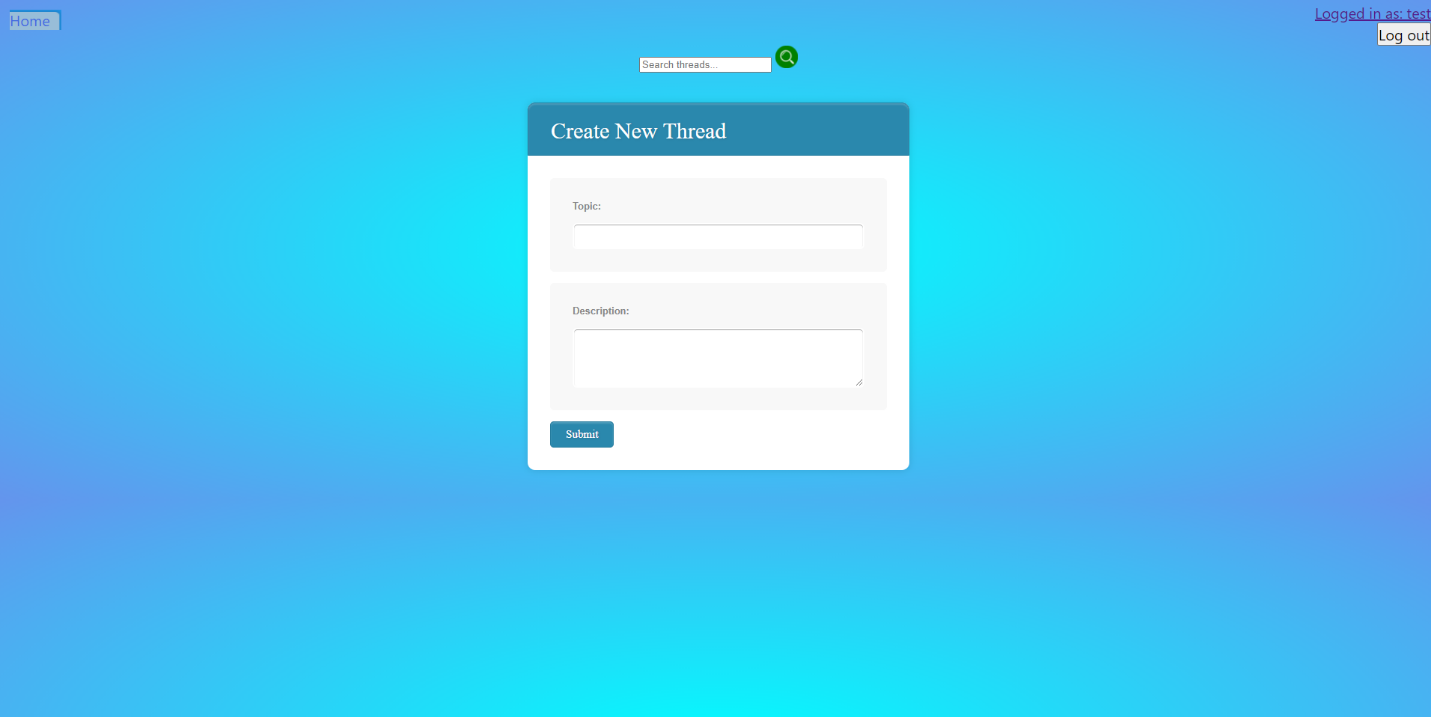 Home
Logged in as: test
Log out
Search threads...
Create New Thread
Topic:
Description:
Submit